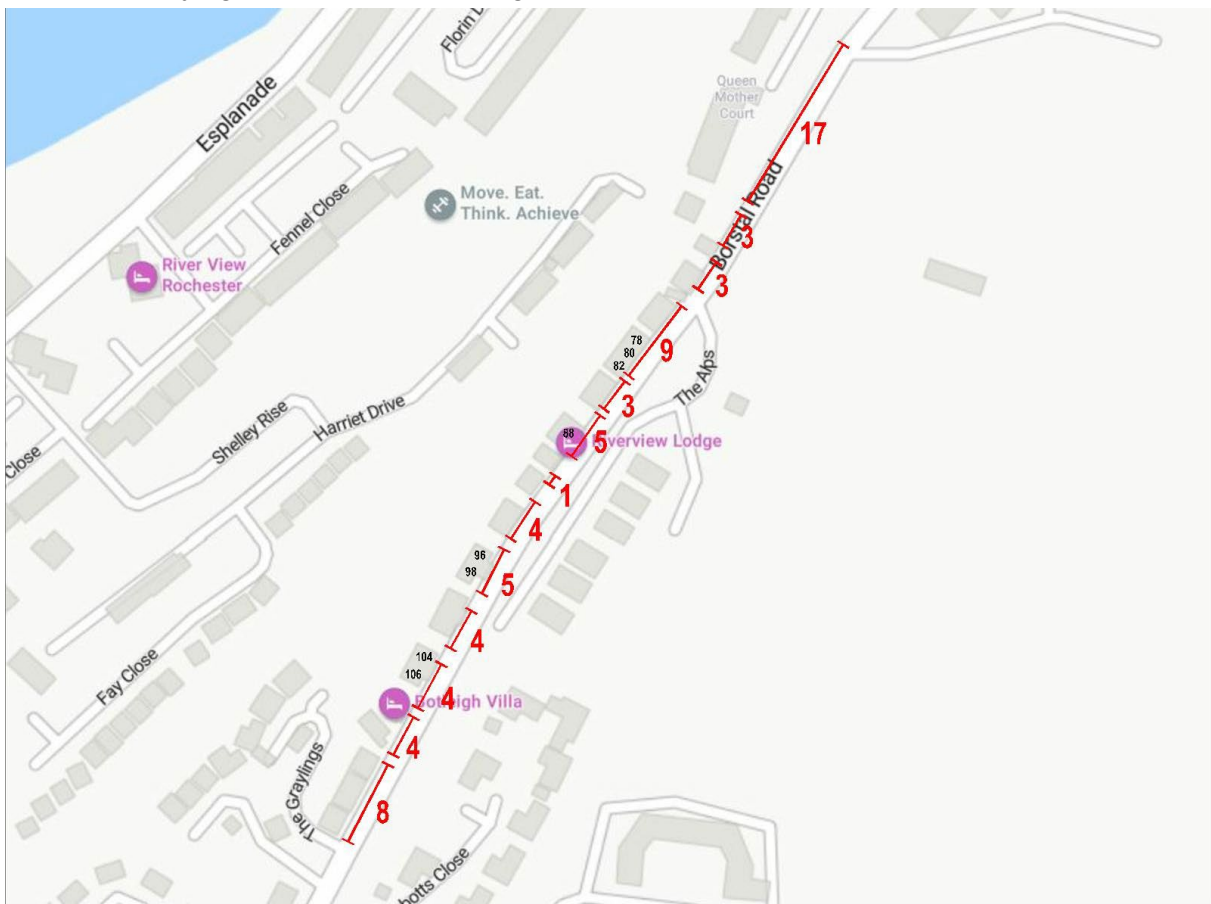 Florin
Esplanade
Queen
Mother
Court
17
Move. Eat.
Think. Achieve
Fennel Close
Borstal Road
3
River View
Rochester
3
78
80
82
9
The Alps
3
Shelley Rise
Harriet Drive
Close
88
Riverview Lodge
5
1
4
96
98
5
4
Fay Close
104
106
4
Botleigh Villa
4
The Graylings
8
botts Close